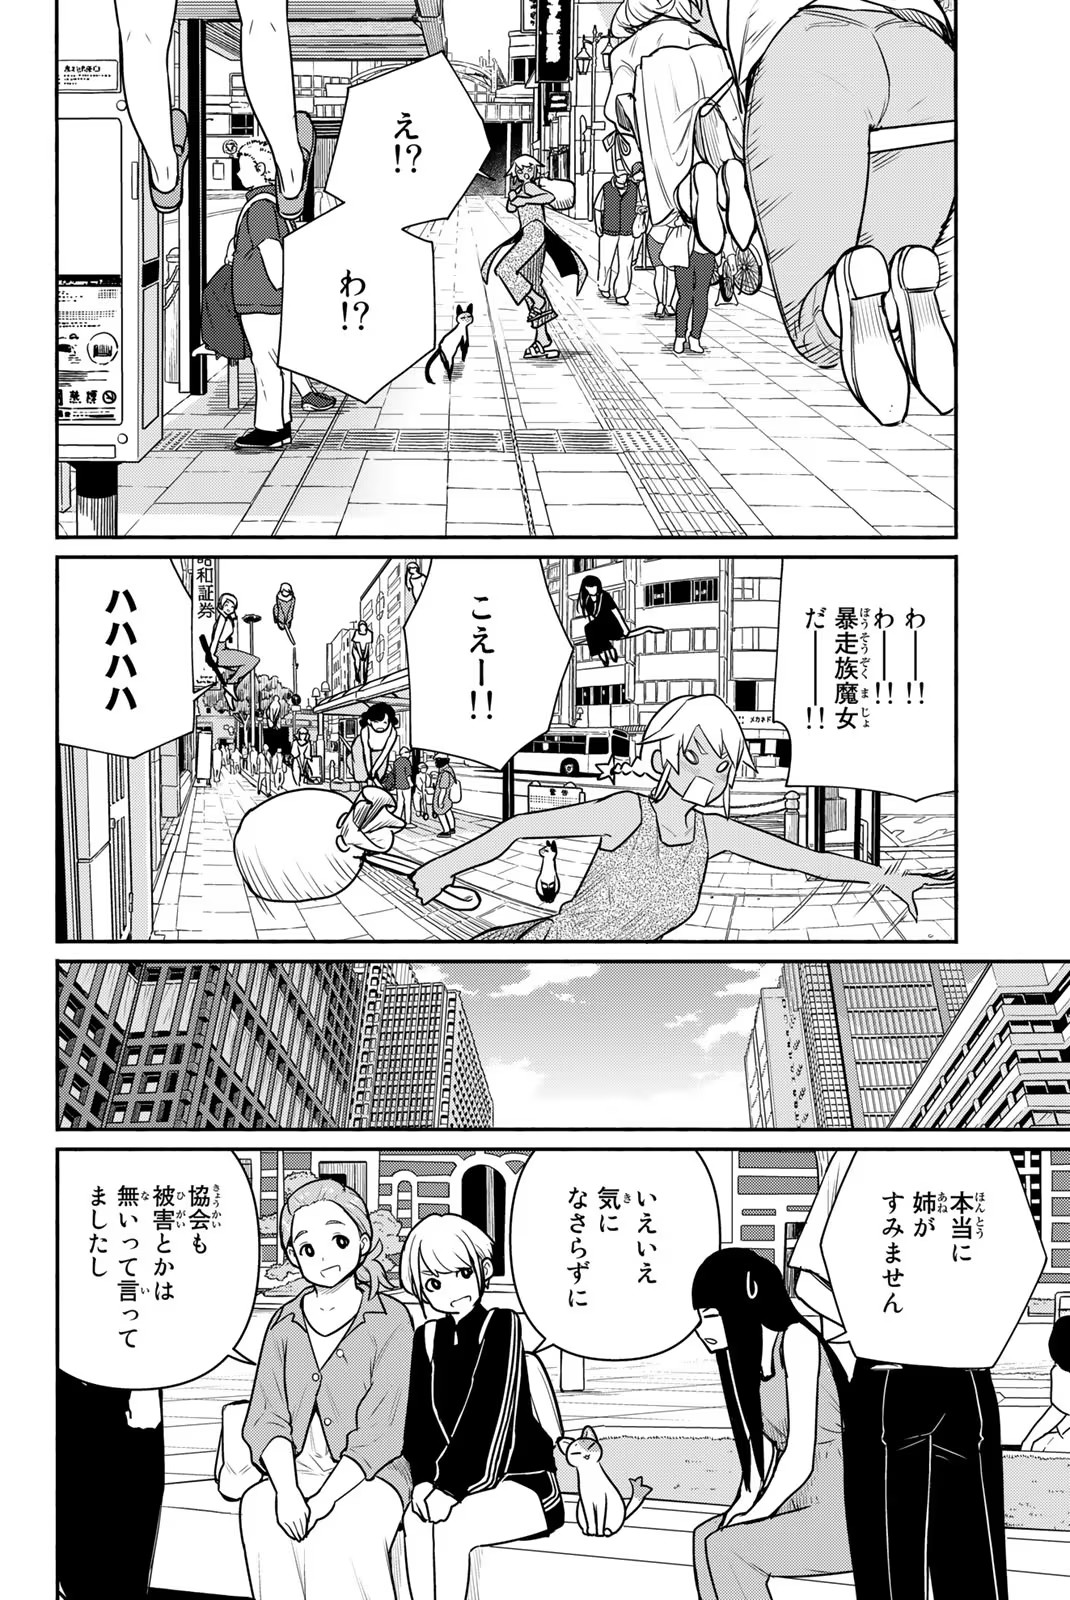 え!?
わ!?
わー!!
わー!!
暴走族魔女
だー!!
こえー!!
ハハハハ
昭和証券
本当に
姉が
すみません
いえいえ
気に
なさらずに
協会も
被害とかは
無いって言って
ましたし